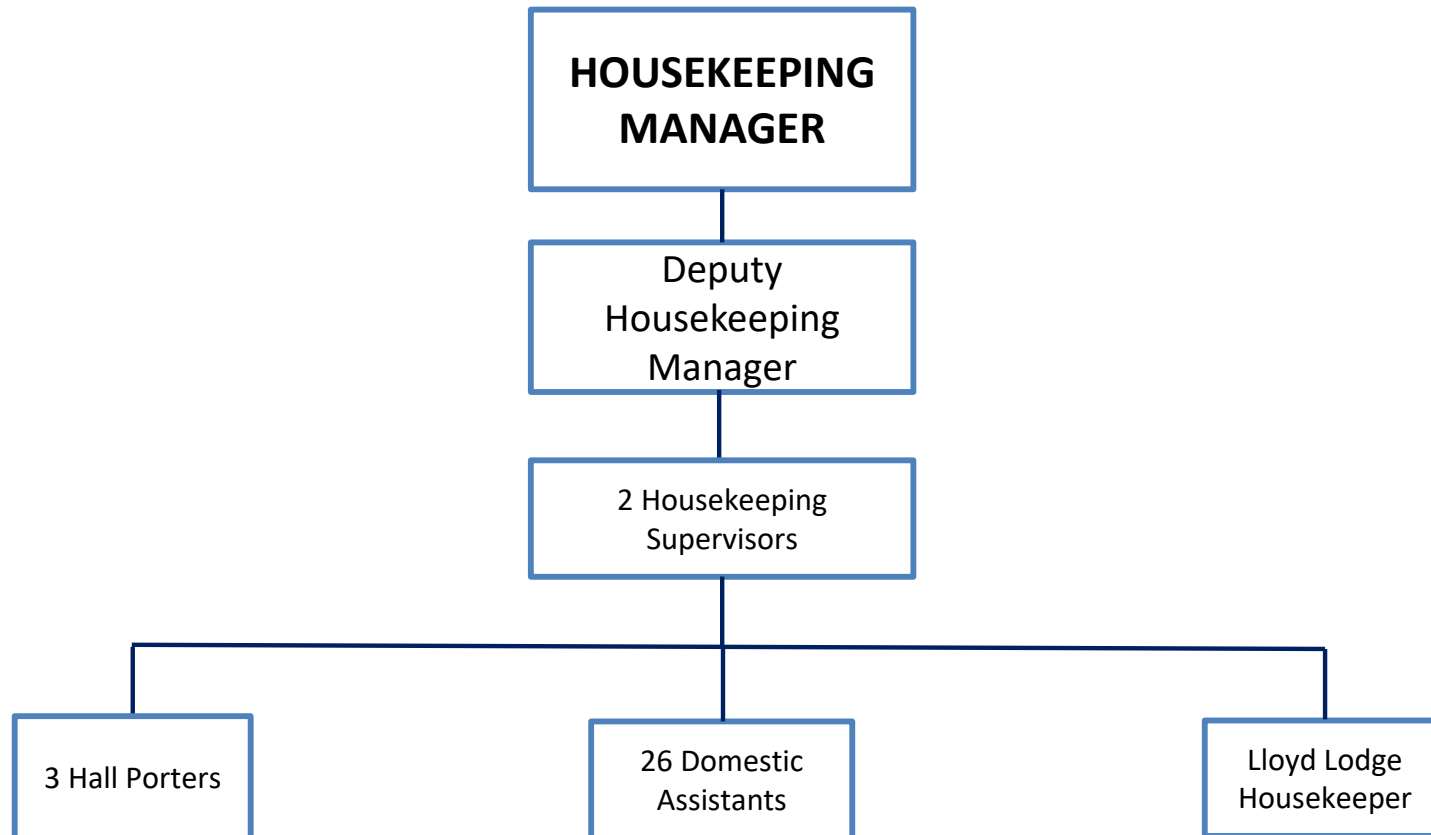 HOUSEKEEPING
MANAGER
Deputy
Housekeeping
Manager
2 Housekeeping
Supervisors
3 Hall Porters
26 Domestic
Assistants
Lloyd Lodge
Housekeeper